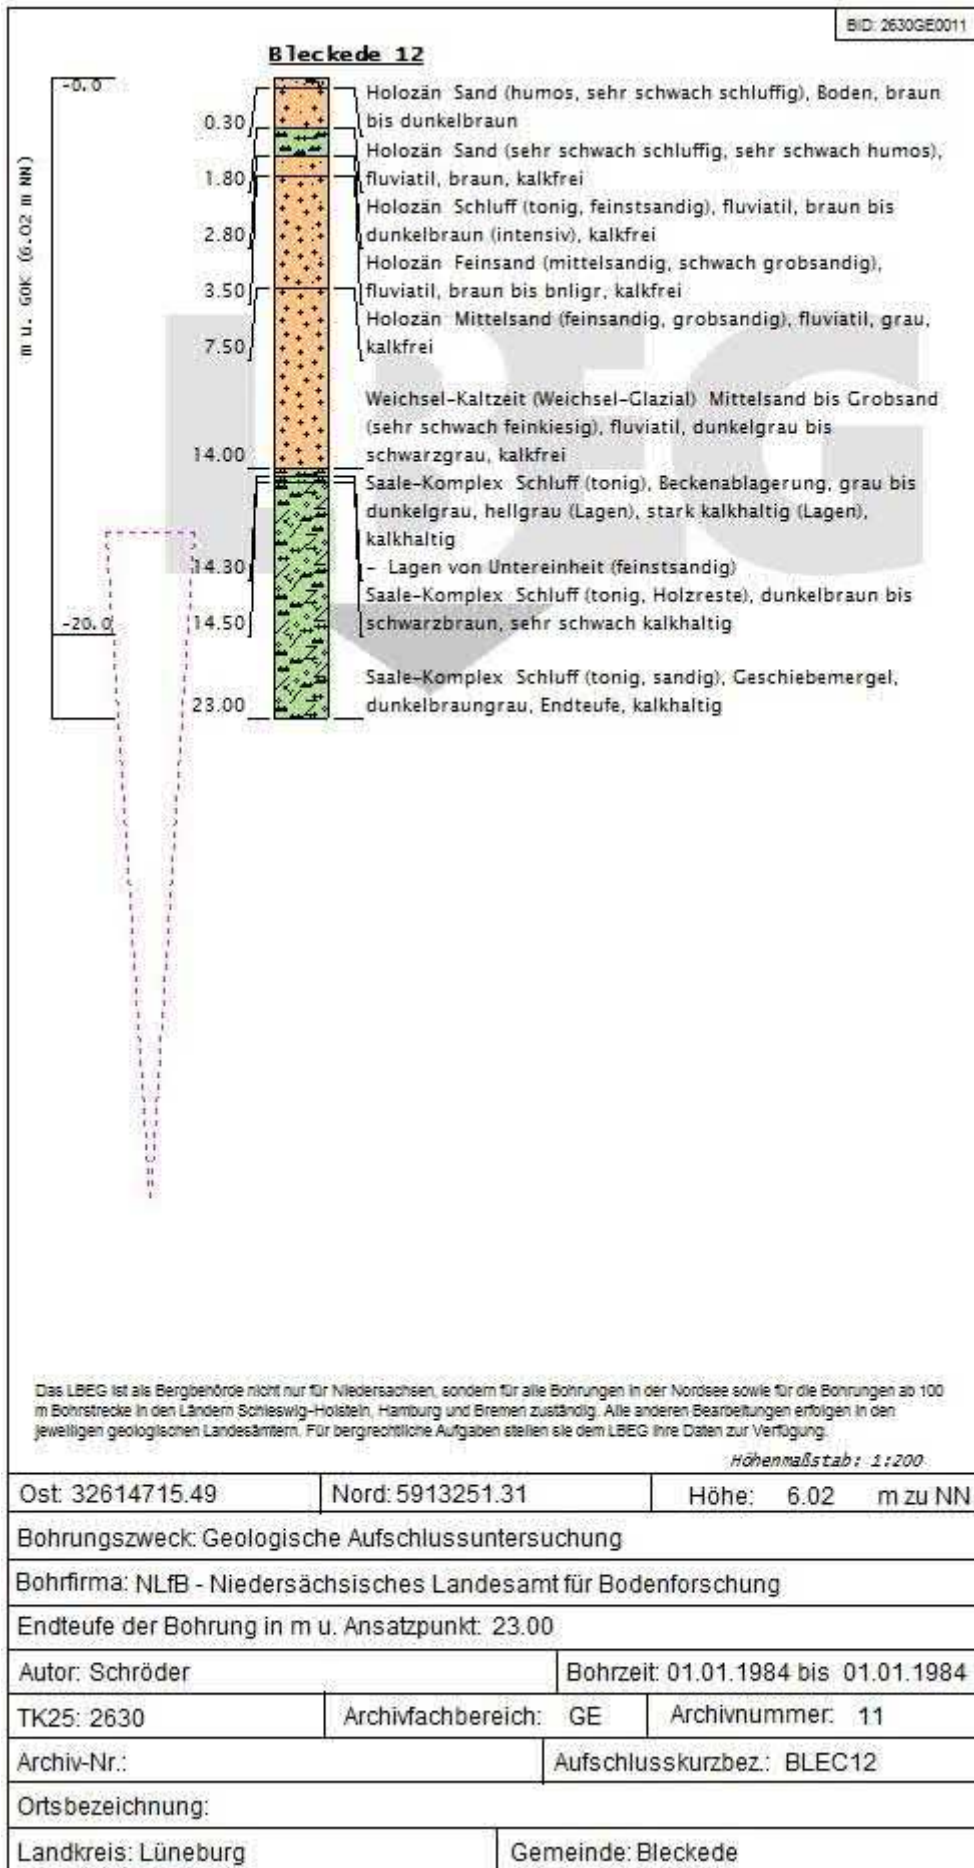 BID: 2630GE0011
Bleckede 12
m u. GOK (6.02 m NN)
-0.0
Holozän Sand (humos, sehr schwach schluffig), Boden, braun
0.30 bis dunkelbraun
Holozän Sand (sehr schwach schluffig, sehr schwach humos),
1.80 fluviatil, braun, kalkfrei
Holozän Schluff (tonig, feinstsandig), fluviatil, braun bis
2.80 dunkelbraun (intensiv), kalkfrei
Holozän Feinsand (mittelsandig, schwach grobsandig),
3.50 fluviatil, braun bis bnligr, kalkfrei
Holozän Mittelsand (feinsandig, grobsandig), fluviatil, grau,
7.50 kalkfrei
Weichsel-Kaltzeit (Weichsel-Glazial) Mittelsand bis Grobsand
(sehr schwach feinkiesig), fluviatil, dunkelgrau bis
14.00 schwarzgrau, kalkfrei
Saale-Komplex Schluff (tonig), Beckenablagerung, grau bis
dunkelgrau, hellgrau (Lagen), stark kalkhaltig (Lagen),
kalkhaltig
14.30 - Lagen von Untereinheit (feinstsandig)
Saale-Komplex Schluff (tonig, Holzreste), dunkelbraun bis
-20.0 14.50 schwarzbraun, sehr schwach kalkhaltig
Saale-Komplex Schluff (tonig, sandig), Geschiebemergel,
23.00 dunkelbraungrau, Endteufe, kalkhaltig
LBEG
Das LBEG ist als Bergbehörde nicht nur für Niedersachsen, sondern für alle Bohrungen in der Nordsee sowie für die Bohrungen ab 100
m Bohrstrecke in den Ländern Schleswig-Holstein, Hamburg und Bremen zuständig. Alle anderen Bearbeitungen erfolgen in den
jeweiligen geologischen Landesämtern. Für bergrechtliche Aufgaben stellen sie dem LBEG ihre Daten zur Verfügung.
Höhenmaßstab: 1:200
Ost: 32614715.49 Nord: 5913251.31 Höhe: 6.02 m zu NN
Bohrungszweck: Geologische Aufschlussuntersuchung
Bohrfirma: NLfB - Niedersächsisches Landesamt für Bodenforschung
Endteufe der Bohrung in m u. Ansatzpunkt: 23.00
Autor: Schröder Bohrzeit: 01.01.1984 bis 01.01.1984
TK25: 2630 Archivfachbereich: GE Archivnummer: 11
Archiv-Nr.: Aufschlusskurzbez.: BLEC12
Ortsbezeichnung:
Landkreis: Lüneburg Gemeinde: Bleckede